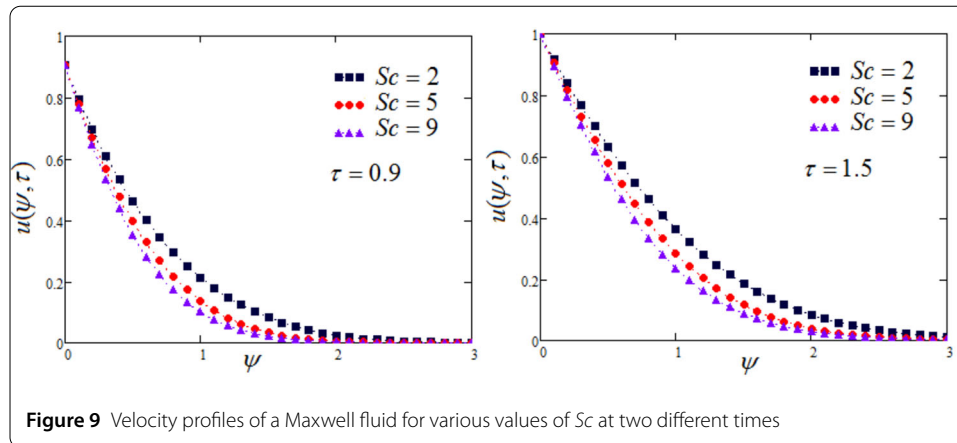 1
0.8
0.6
0.4
0.2
0
u(ψ,τ)
Sc = 2
Sc = 5
Sc = 9
τ = 0.9
0
1
2
3
ψ
1
0.8
0.6
0.4
0.2
0
u(ψ,τ)
Sc = 2
Sc = 5
Sc = 9
τ = 1.5
0
1
2
3
ψ
Figure 9 Velocity profiles of a Maxwell fluid for various values of Sc at two different times